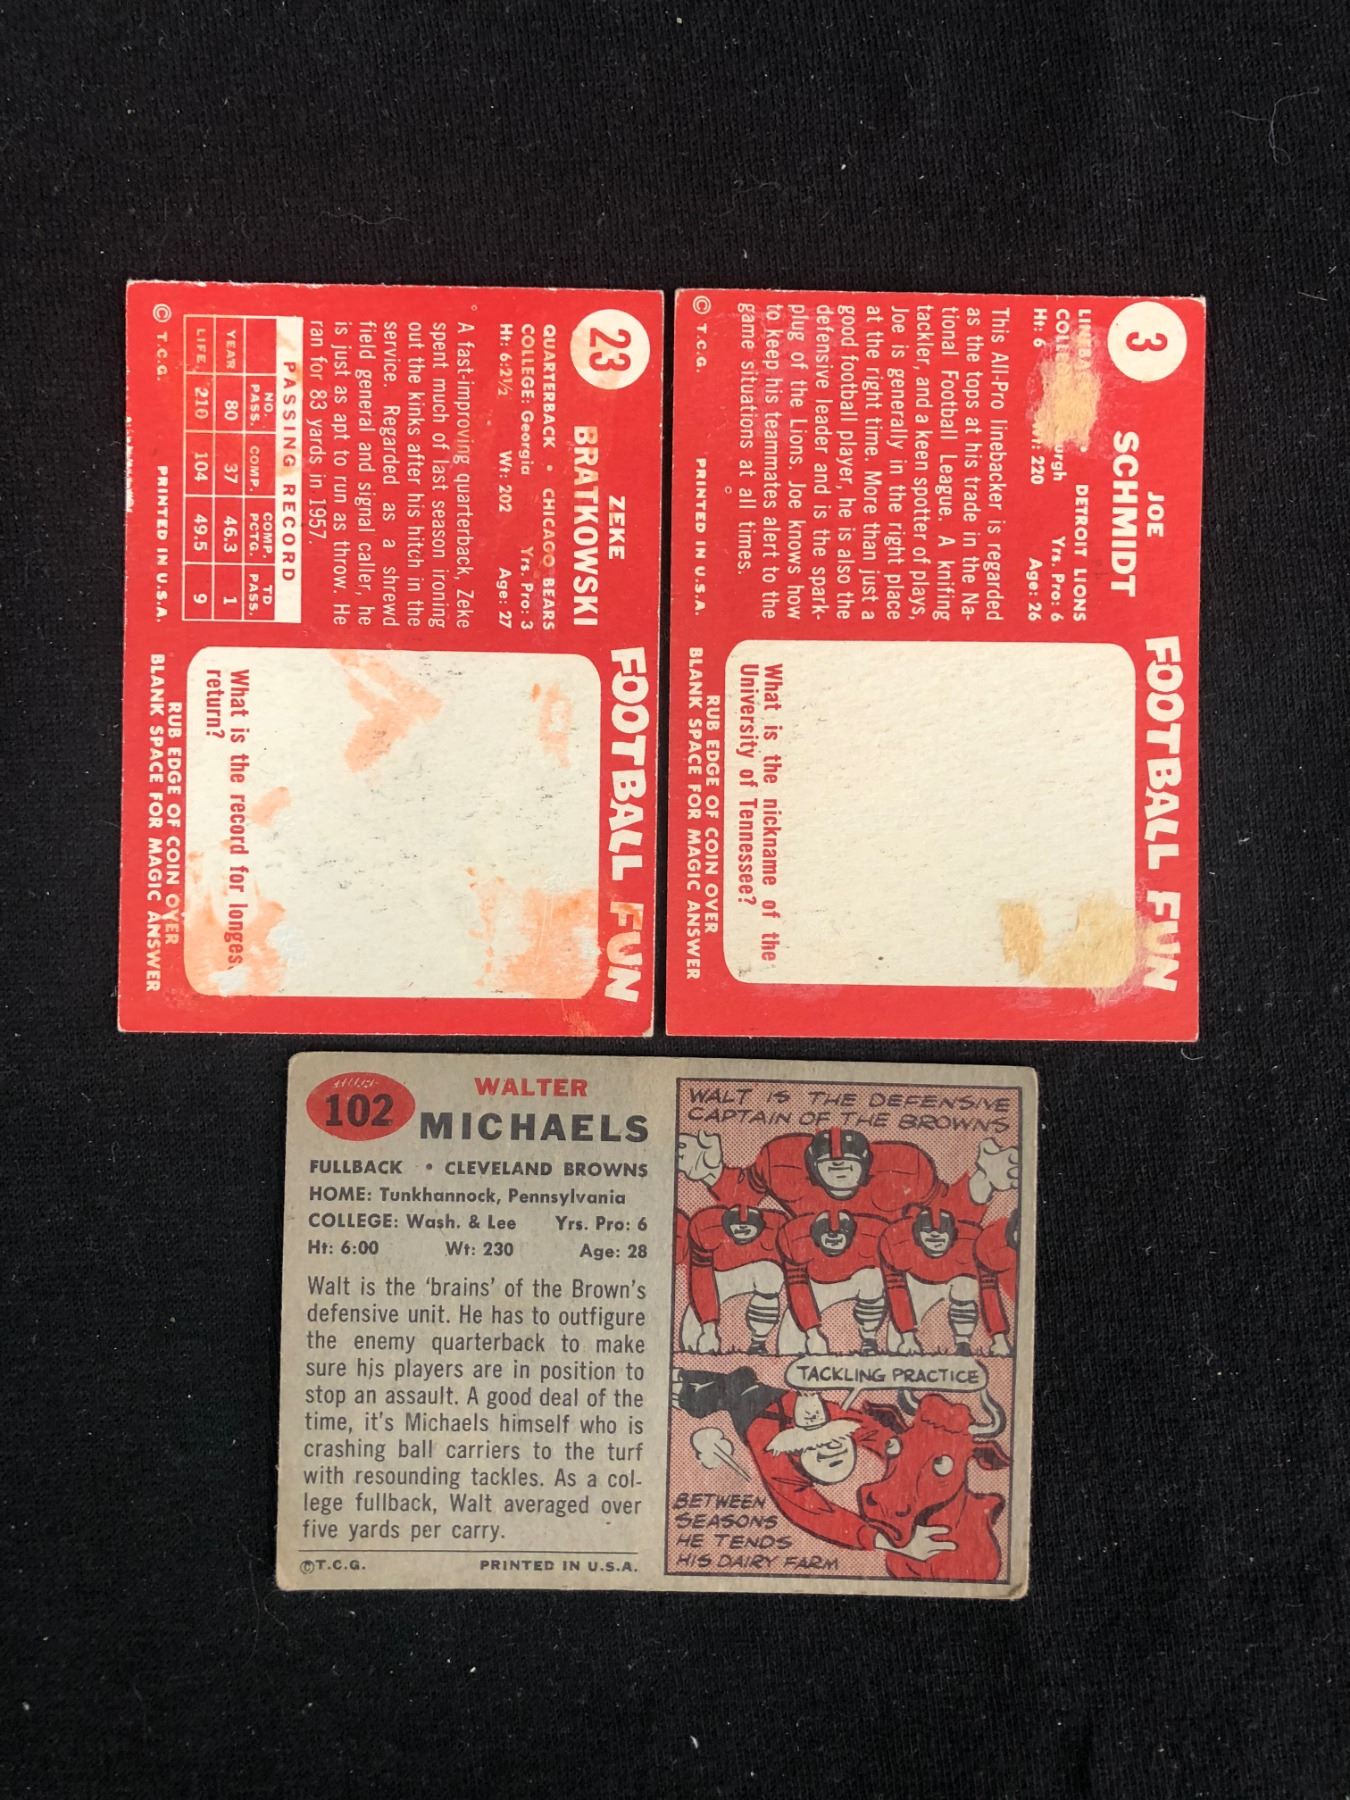 23
ZEKE
BRATKOWSKI
QUARTERBACK • CHICAGO BEARS
COLLEGE: Georgia Yrs. Pro: 3
Ht: 6:2½ Wt: 202 Age: 27
A fast-improving quarterback, Zeke
spent much of last season ironing
out the kinks after his hitch in the
service. Regarded as a shrewd
field general and signal caller, he
is just as apt to run as throw. He
ran for 83 yards in 1957.
PASSING RECORD
NO. PASS. COMP. COMP. PCTG. TD PASS.
YEAR 80 37 46.3 1
LIFE 210 104 49.5 9
© T.C.G. PRINTED IN U.S.A.
FOOTBALL FUN
What is the record for longes
return?
RUB EDGE OF COIN OVER
BLANK SPACE FOR MAGIC ANSWER
3
JOE
SCHMIDT
• DETROIT LIONS
Yrs. Pro: 6
Ht: 6 220 Age: 26
This All-Pro linebacker is regarded
as the tops at his trade in the Na-
tional Football League. A knifing
tackler, and a keen spotter of plays,
Joe is generally in the right place
at the right time. More than just a
good football player, he is also the
defensive leader and is the spark-
plug of the Lions. Joe knows how
to keep his teammates alert to the
game situations at all times.
© T.C.G. PRINTED IN U.S.A.
FOOTBALL FUN
What is the nickname of the
University of Tennessee?
RUB EDGE OF COIN OVER
BLANK SPACE FOR MAGIC ANSWER
102
WALTER
MICHAELS
FULLBACK • CLEVELAND BROWNS
HOME: Tunkhannock, Pennsylvania
COLLEGE: Wash. & Lee Yrs. Pro: 6
Ht: 6:00 Wt: 230 Age: 28
Walt is the 'brains' of the Brown's
defensive unit. He has to outfigure
the enemy quarterback to make
sure his players are in position to
stop an assault. A good deal of the
time, it's Michaels himself who is
crashing ball carriers to the turf
with resounding tackles. As a col-
lege fullback, Walt averaged over
five yards per carry.
© T.C.G. PRINTED IN U.S.A.
WALT IS THE DEFENSIVE
CAPTAIN OF THE BROWNS
TACKLING PRACTICE
BETWEEN
SEASONS
HE TENDS
HIS DAIRY FARM